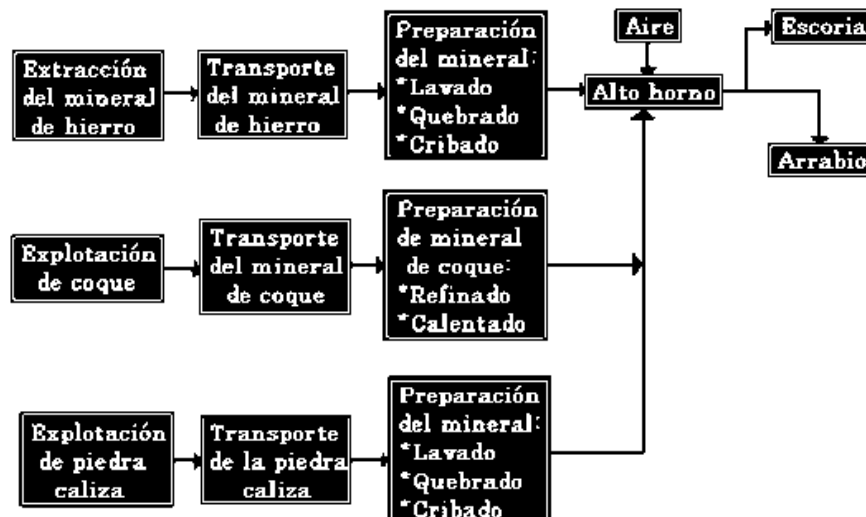 Extracción
del mineral
de hierro
Transporte
del mineral
de hierro
Preparación
del mineral:
*Lavado
*Quebrado
*Cribado
Aire
Alto horno
Escoria
Arrabio
Explotación
de coque
Transporte
del mineral
de coque
Preparación
de mineral
de coque:
*Refinado
*Calentado
Explotación
de piedra
caliza
Transporte
de la piedra
caliza
Preparación
del mineral:
*Lavado
*Quebrado
*Cribado